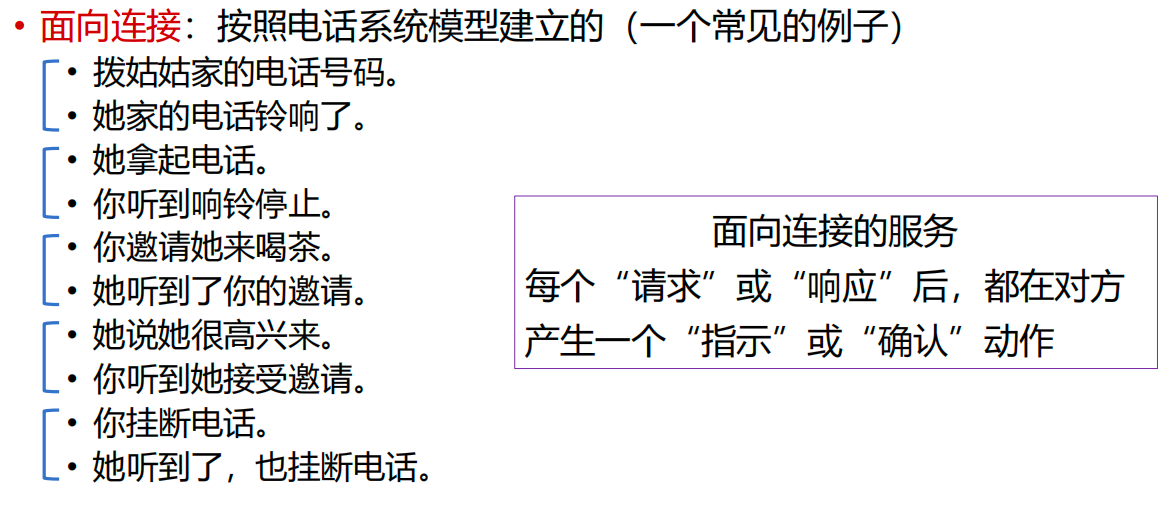 • 面向连接：按照电话系统模型建立的（一个常见的例子）
• 拨姑姑家的电话号码。
• 她家的电话铃响了。
• 她拿起电话。
• 你听到响铃停止。
• 你邀请她来喝茶。
• 她听到了你的邀请。
• 她说她很高兴来。
• 你听到她接受邀请。
• 你挂断电话。
• 她听到了，也挂断电话。
面向连接的服务
每个“请求”或“响应”后，都在对方
产生一个“指示”或“确认”动作